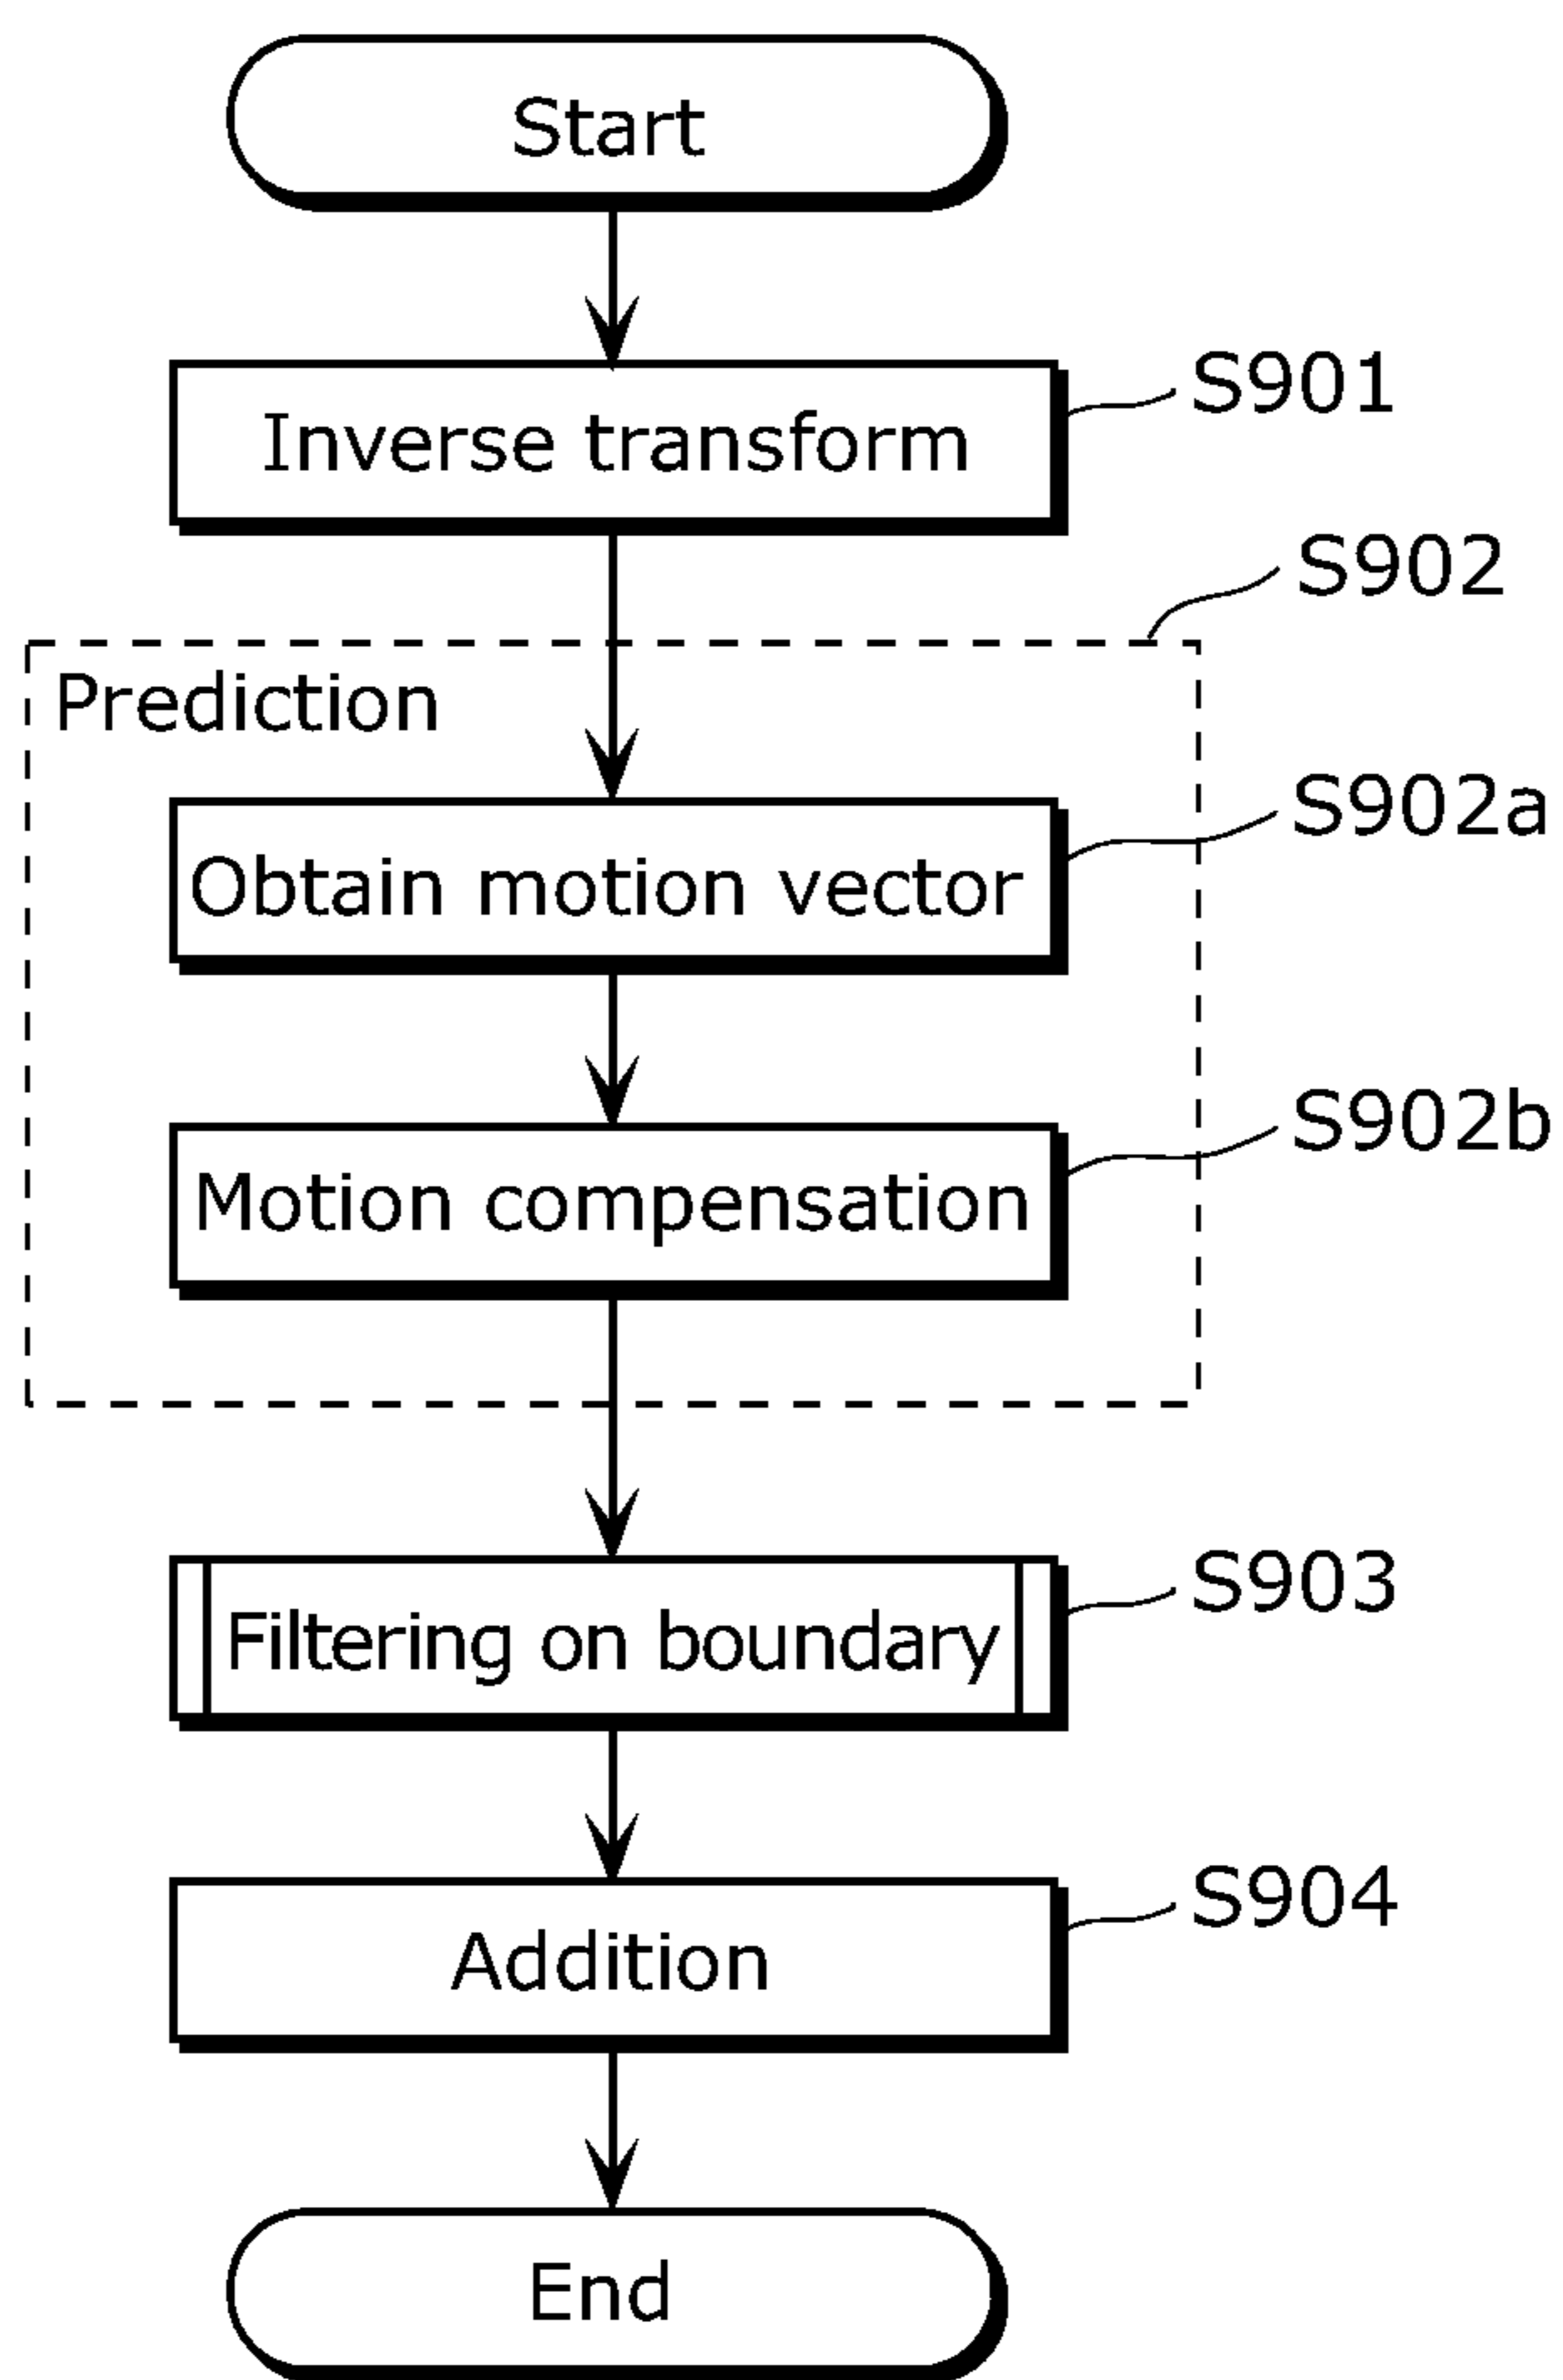 Start
Inverse transform
S901
S902
Prediction
Obtain motion vector
S902a
Motion compensation
S902b
Filtering on boundary
S903
Addition
S904
End